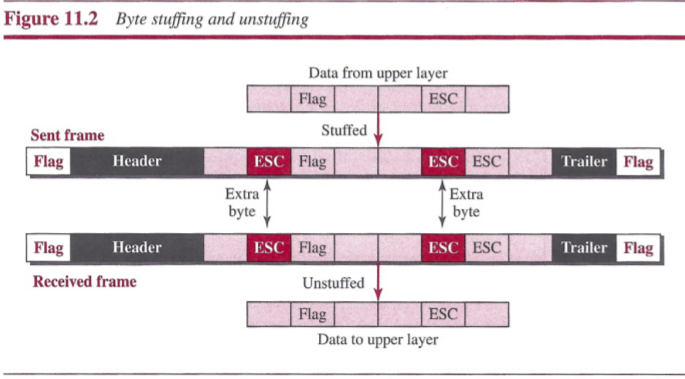 Figure 11.2 Byte stuffing and unstuffing
Data from upper layer
Flag ESC
Stuffed
Sent frame
Flag Header ESC Flag ESC ESC Trailer Flag
Extra byte
Extra byte
Flag Header ESC Flag ESC ESC Trailer Flag
Received frame
Unstuffed
Flag ESC
Data to upper layer